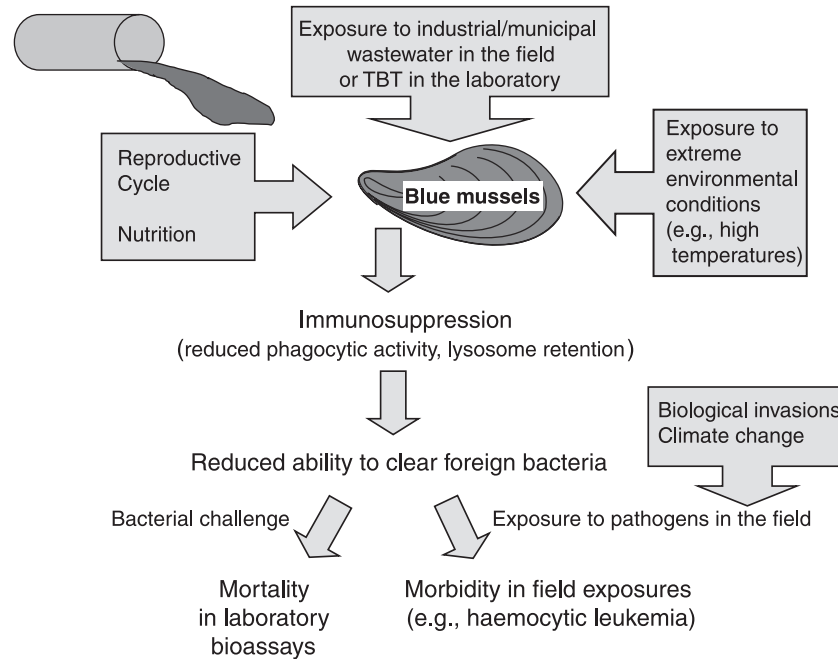 Exposure to industrial/municipal
wastewater in the field
or TBT in the laboratory
Reproductive
Cycle
Nutrition
Blue mussels
Exposure to
extreme
environmental
conditions
(e.g., high
temperatures)
Immunosuppression
(reduced phagocytic activity, lysosome retention)
Biological invasions
Climate change
Reduced ability to clear foreign bacteria
Bacterial challenge
Exposure to pathogens in the field
Mortality
in laboratory
bioassays
Morbidity in field exposures
(e.g., haemocytic leukemia)